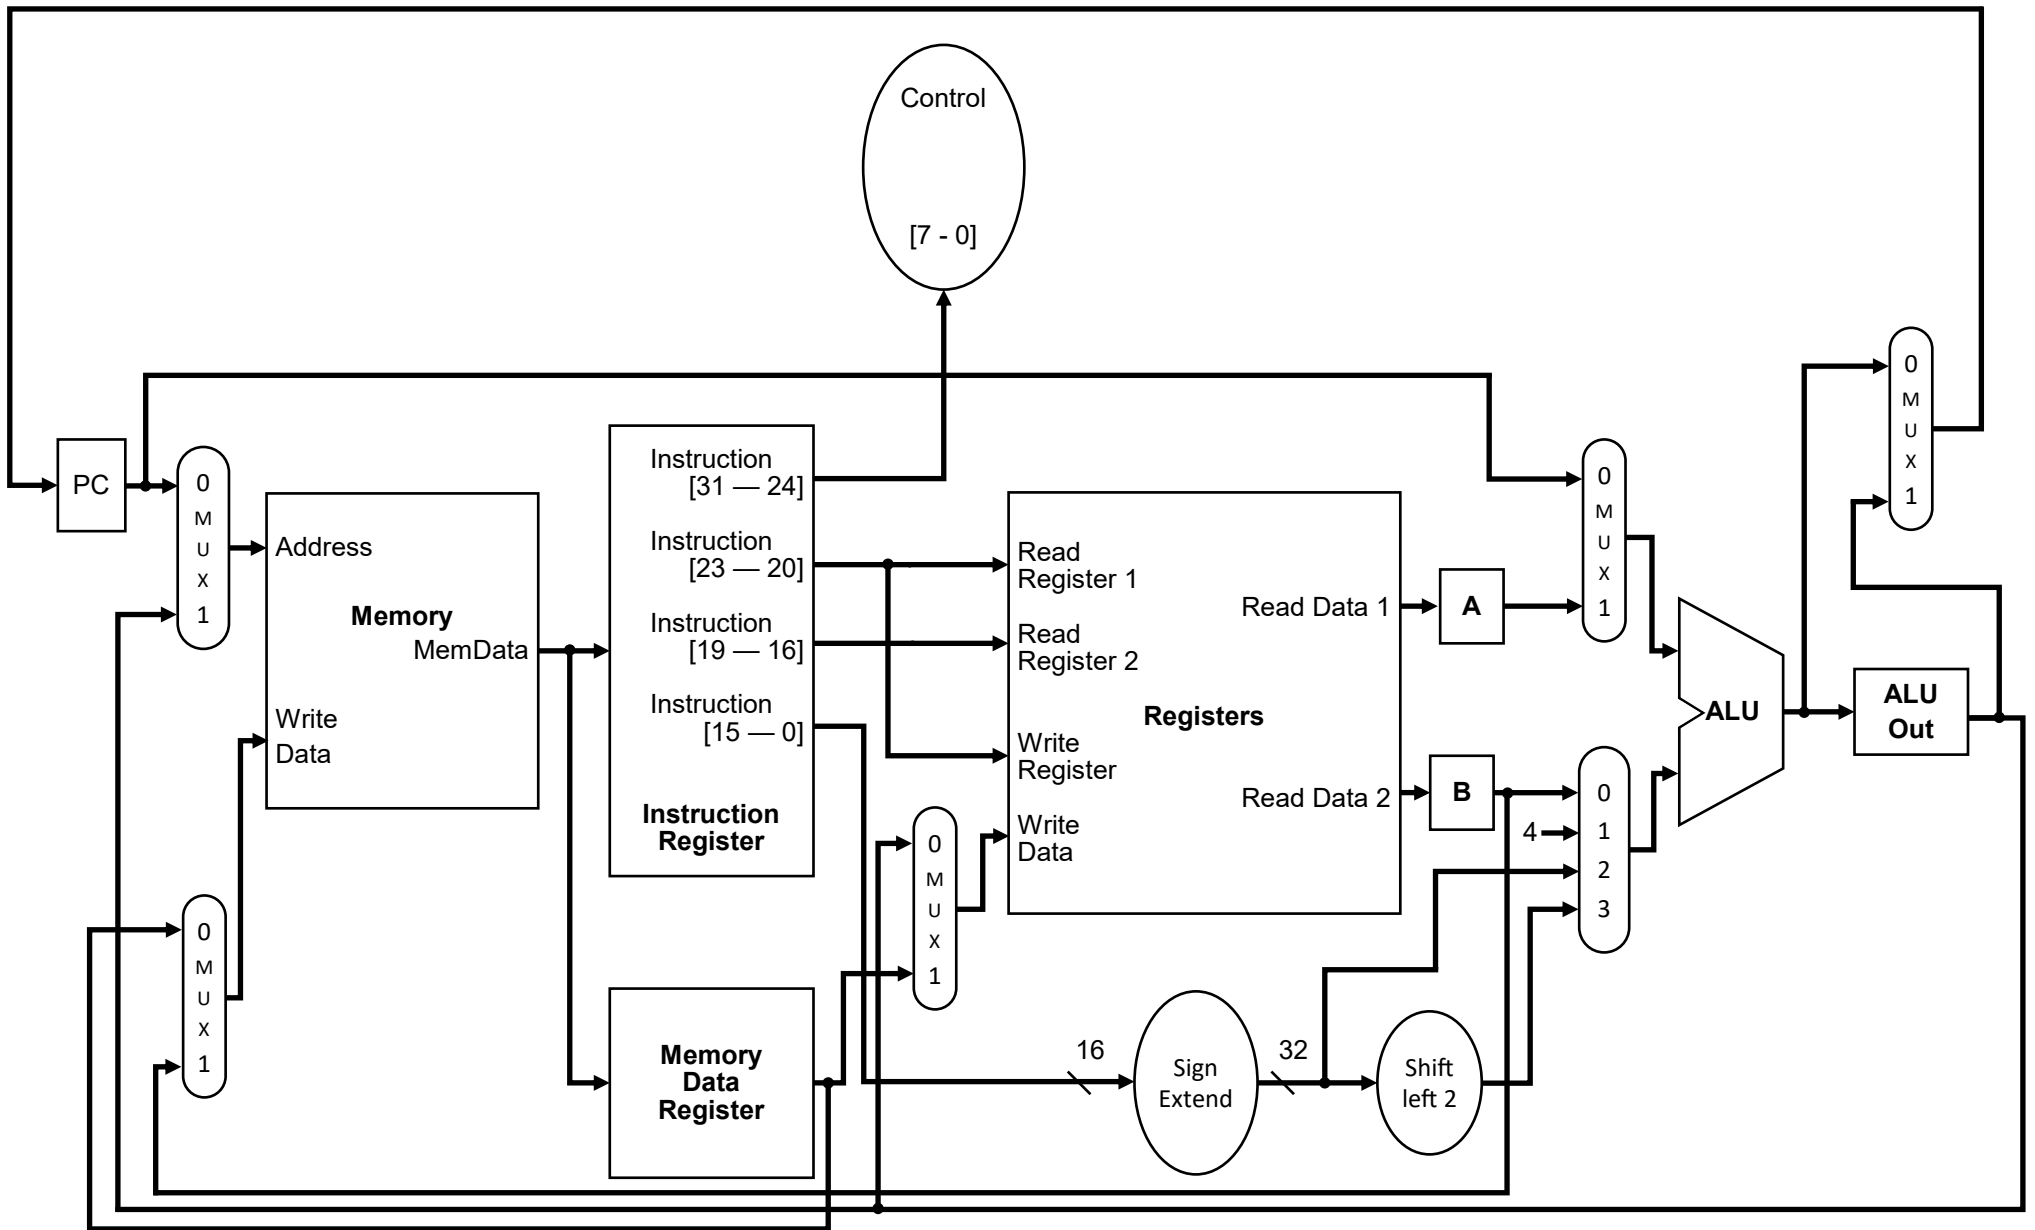 Control
[7 - 0]
PC
0
M
U
X
1
Address
Memory
MemData
Write
Data
0
M
U
X
1
Instruction
[31 — 24]
Instruction
[23 — 20]
Instruction
[19 — 16]
Instruction
[15 — 0]
Instruction
Register
Memory
Data
Register
0
M
U
X
1
Read
Register 1
Read
Register 2
Write
Register
Write
Data
Registers
Read Data 1
Read Data 2
A
B
4
16
Sign
Extend
32
Shift
left 2
0
M
U
X
1
0
1
2
3
ALU
ALU
Out
0
M
U
X
1